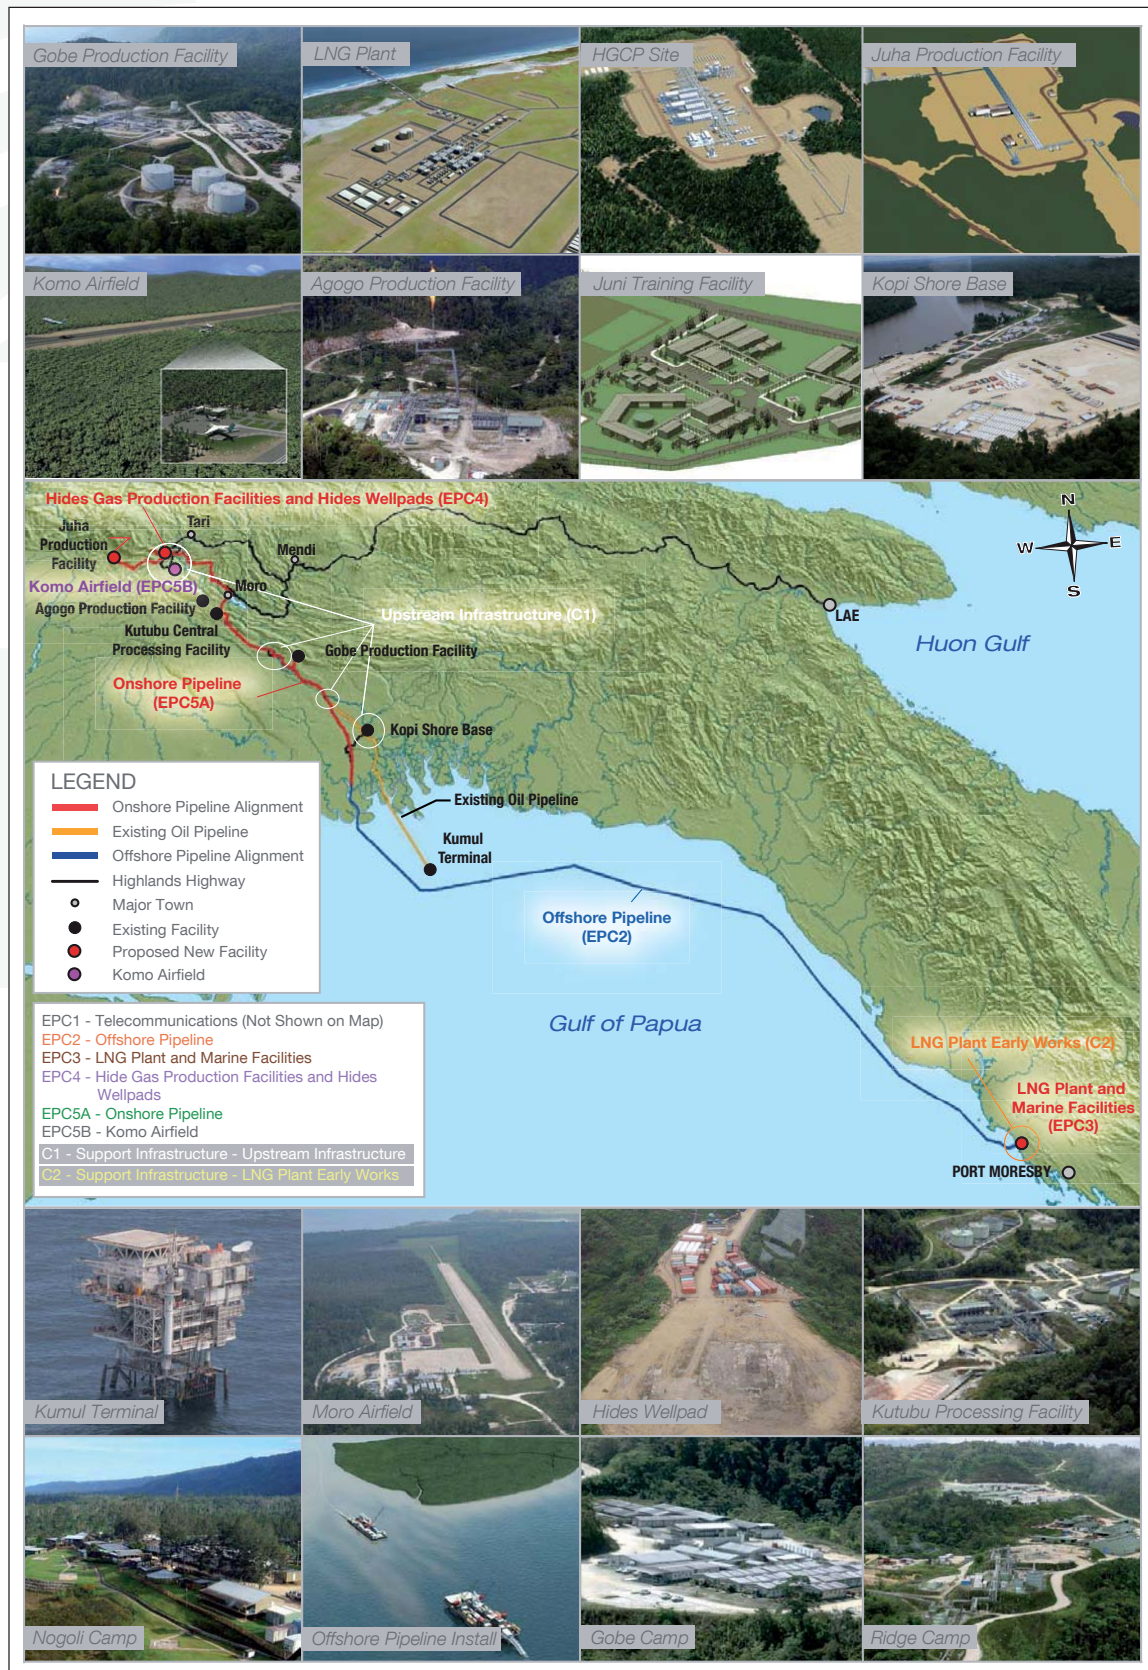 Gobe Production Facility
LNG Plant
HGCP Site
Juha Production Facility
Komo Airfield
Agogo Production Facility
Juni Training Facility
Kopi Shore Base
Hides Gas Production Facilities and Hides Wellpads (EPC4)
Juha
Production
Facility
Tari
Mendi
Komo Airfield (EPC5B)
Moro
Agogo Production Facility
Kutubu Central
Processing Facility
Upstream Infrastructure (C1)
Gobe Production Facility
Onshore Pipeline
(EPC5A)
Kopi Shore Base
N
W
E
S
LAE
Huon Gulf
Existing Oil Pipeline
Kumul
Terminal
Offshore Pipeline
(EPC2)
Gulf of Papua
LNG Plant Early Works (C2)
LNG Plant and
Marine Facilities
(EPC3)
PORT MORESBY
LEGEND
Onshore Pipeline Alignment
Existing Oil Pipeline
Offshore Pipeline Alignment
Highlands Highway
Major Town
Existing Facility
Proposed New Facility
Komo Airfield
EPC1 - Telecommunications (Not Shown on Map)
EPC2 - Offshore Pipeline
EPC3 - LNG Plant and Marine Facilities
EPC4 - Hide Gas Production Facilities and Hides
Wellpads
EPC5A - Onshore Pipeline
EPC5B - Komo Airfield
C1 - Support Infrastructure - Upstream Infrastructure
C2 - Support Infrastructure - LNG Plant Early Works
Kumul Terminal
Moro Airfield
Hides Wellpad
Kutubu Processing Facility
Nogoli Camp
Offshore Pipeline Install
Gobe Camp
Ridge Camp